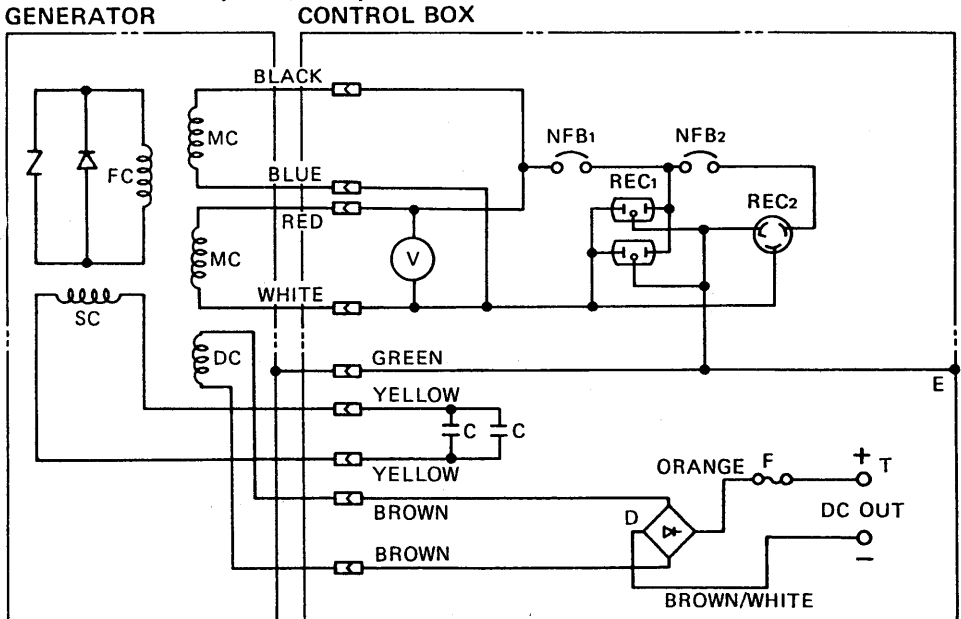 GENERATOR
CONTROL BOX
BLACK
MC
NFB1
NFB2
FC
BLUE
REC1
REC2
RED
MC
V
WHITE
SC
DC
GREEN
E
YELLOW
C
C
YELLOW
ORANGE
F
+
T
BROWN
D
DC OUT
BROWN
−
BROWN/WHITE